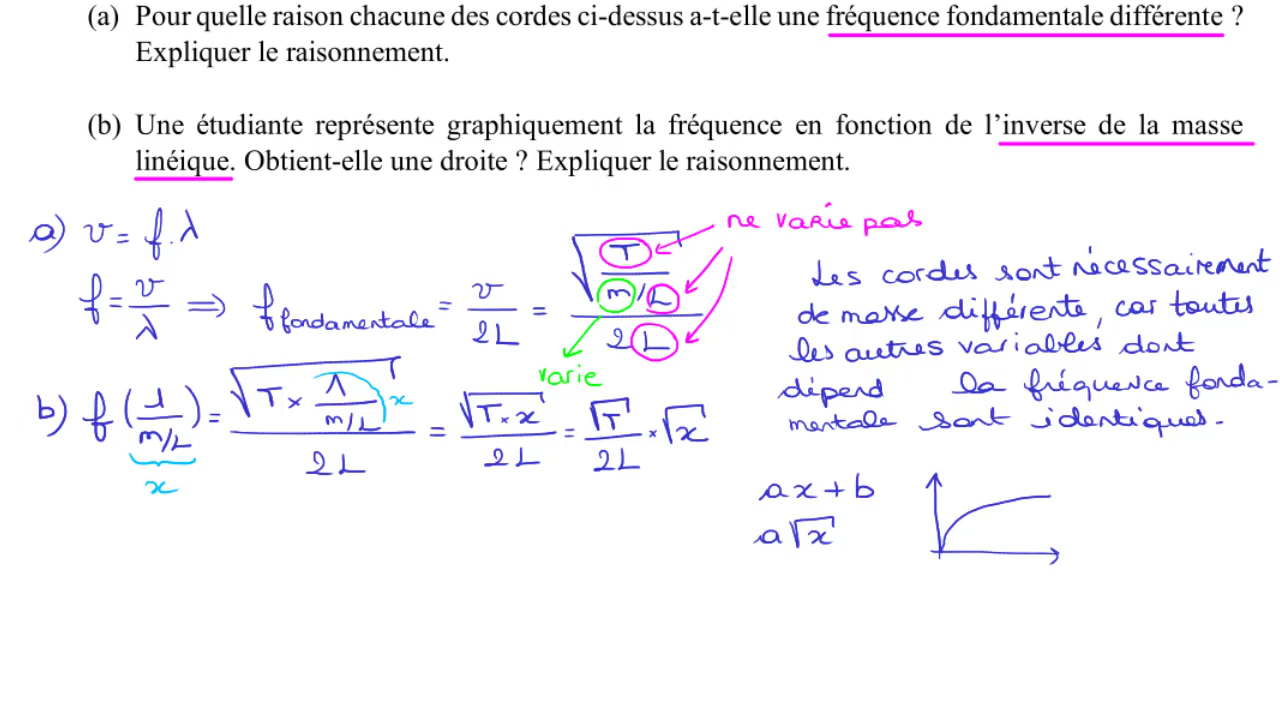 (a) Pour quelle raison chacune des cordes ci-dessus a-t-elle une fréquence fondamentale différente ?
Expliquer le raisonnement.
(b) Une étudiante représente graphiquement la fréquence en fonction de l’inverse de la masse
linéique. Obtient-elle une droite ? Expliquer le raisonnement.
a) v = f.λ
f = v/λ ⇒ f fondamentale = v/2L = √(T/(m/L))/2L
ne varie pas
varie
Les cordes sont nécessairement
de masse différente, car toutes
les autres variables dont
dépend la fréquence fonda-
mentale sont identiques.
b) f(1/(m/L)) = √(T × 1/(m/L))/2L = √(T × x)/2L = √T/2L × √x
x
x
ax + b
a√x